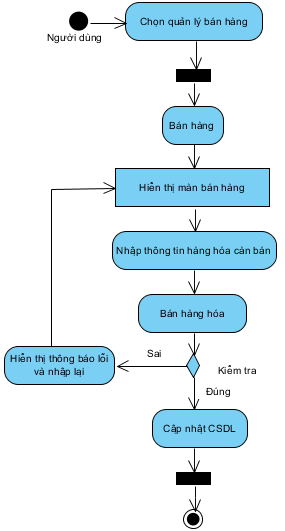 Chọn quản lý bán hàng
Người dùng
Bán hàng
Hiển thị màn bán hàng
Nhập thông tin hàng hóa cần bán
Bán hàng hóa
Sai
Kiểm tra
Hiển thị thông báo lỗi
và nhập lại
Đúng
Cập nhật CSDL